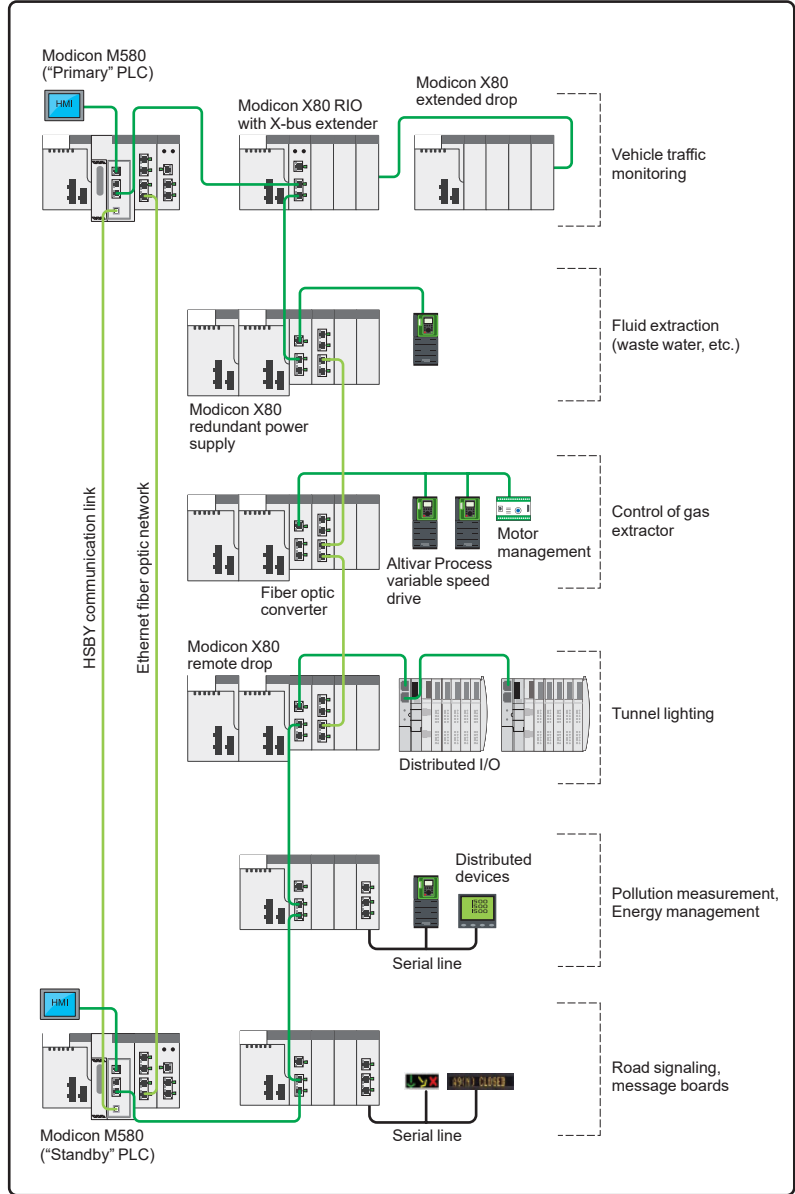 Modicon M580
(“Primary” PLC)
HMI
Modicon X80 RIO
with X-bus extender
Modicon X80
extended drop
Vehicle traffic
monitoring
Fluid extraction
(waste water, etc.)
Modicon X80
redundant power
supply
HSBY communication link
Ethernet fiber optic network
Control of gas
extractor
Motor
management
Altivar Process
variable speed
drive
Fiber optic
converter
Modicon X80
remote drop
Tunnel lighting
Distributed I/O
Distributed
devices
1500
1500
1500
Pollution measurement,
Energy management
Serial line
HMI
Road signaling,
message boards
Serial line
Modicon M580
(“Standby” PLC)